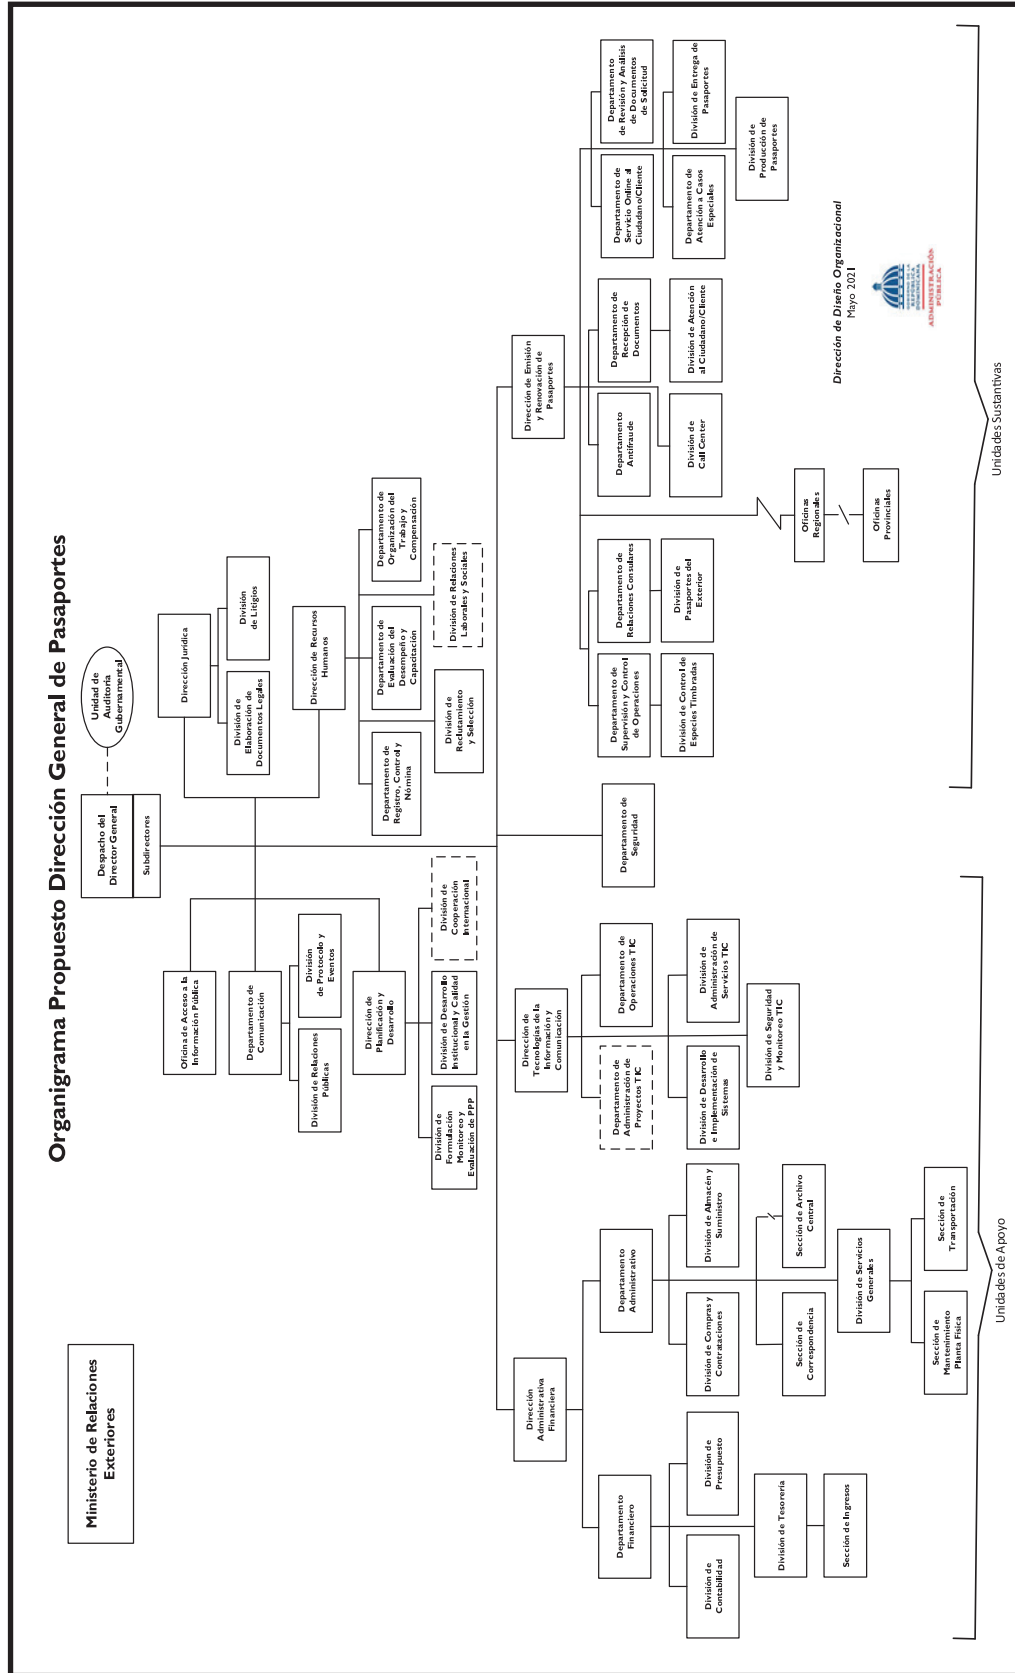 Organigrama Propuesto Dirección General de Pasaportes
Ministerio de Relaciones
Exteriores
Despacho del
Director General
Subdirectores
Unidad de
Auditoría
Gubernamental
Oficina de Acceso a la
Información Pública
Departamento de
Comunicación
División de Relaciones
Públicas
División
de Protocolo y
Eventos
Dirección de
Planificación y
Desarrollo
División de
Formulación
Monitoreo y
Evaluación de PPP
División de Desarrollo
Institucional y Calidad
en la Gestión
División de
Cooperación
Internacional
Dirección Jurídica
División de
Elaboración de
Documentos Legales
División
de Litigios
Dirección de Recursos
Humanos
Departamento de
Registro, Control y
Nómina
Departamento de
Evaluación del
Desempeño y
Capacitación
Departamento de
Organización del
Trabajo y
Compensación
División de
Reclutamiento
y Selección
División de Relaciones
Laborales y Sociales
Dirección
Administrativa
Financiera
Departamento
Financiero
División de
Contabilidad
División de
Presupuesto
División de Tesorería
Sección de Ingresos
Departamento
Administrativo
División de Compras y
Contrataciones
División de Almacén y
Suministro
Sección de
Correspondencia
Sección de Archivo
Central
División de Servicios
Generales
Sección de
Mantenimiento
Planta Física
Sección de
Transportación
Dirección de
Tecnologías de la
Información y
Comunicación
Departamento de
Administración de
Proyectos TIC
Departamento de
Operaciones TIC
División de Desarrollo
e Implementación de
Sistemas
División de
Administración de
Servicios TIC
División de Seguridad
y Monitoreo TIC
Departamento de
Seguridad
Dirección de Emisión
y Renovación de
Pasaportes
Departamento de
Supervisión y Control
de Operaciones
Departamento de
Relaciones Consulares
División de Control de
Especies Timbradas
División de
Pasaportes del
Exterior
Departamento
Antifraude
Departamento de
Recepción de
Documentos
División de
Call Center
División de Atención
al Ciudadano/Cliente
Departamento de
Servicio Online al
Ciudadano/Cliente
Departamento
de Revisión y Análisis
de Documentos
de Solicitud
Departamento de
Atención a Casos
Especiales
División de Entrega de
Pasaportes
División de
Producción de
Pasaportes
Oficinas
Regionales
Oficinas
Provinciales
Dirección de Diseño Organizacional
Mayo 2021
GOBIERNO DE LA
REPÚBLICA
DOMINICANA
ADMINISTRACIÓN
PÚBLICA
Unidades de Apoyo
Unidades Sustantivas